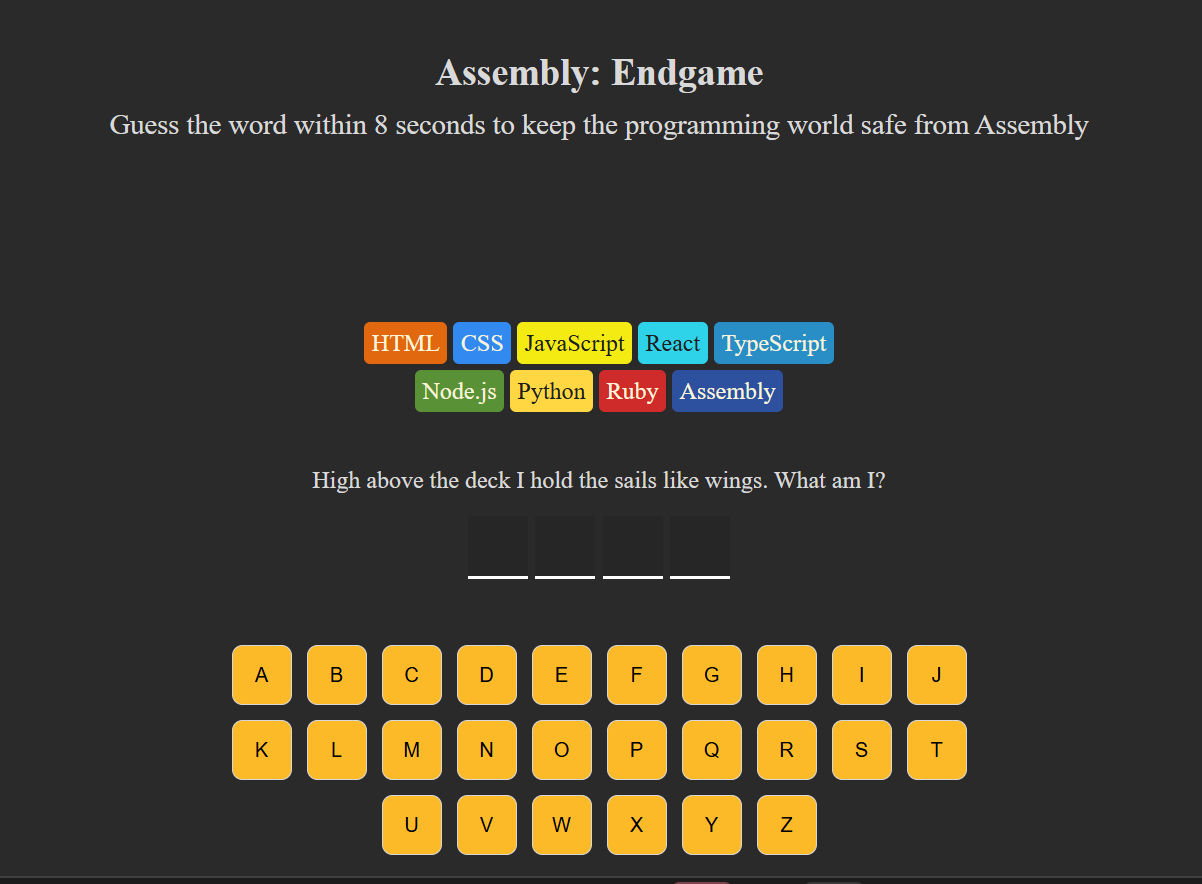 Assembly: Endgame
Guess the word within 8 seconds to keep the programming world safe from Assembly
HTML CSS JavaScript React TypeScript
Node.js Python Ruby Assembly
High above the deck I hold the sails like wings. What am I?
A B C D E F G H I J
K L M N O P Q R S T
U V W X Y Z